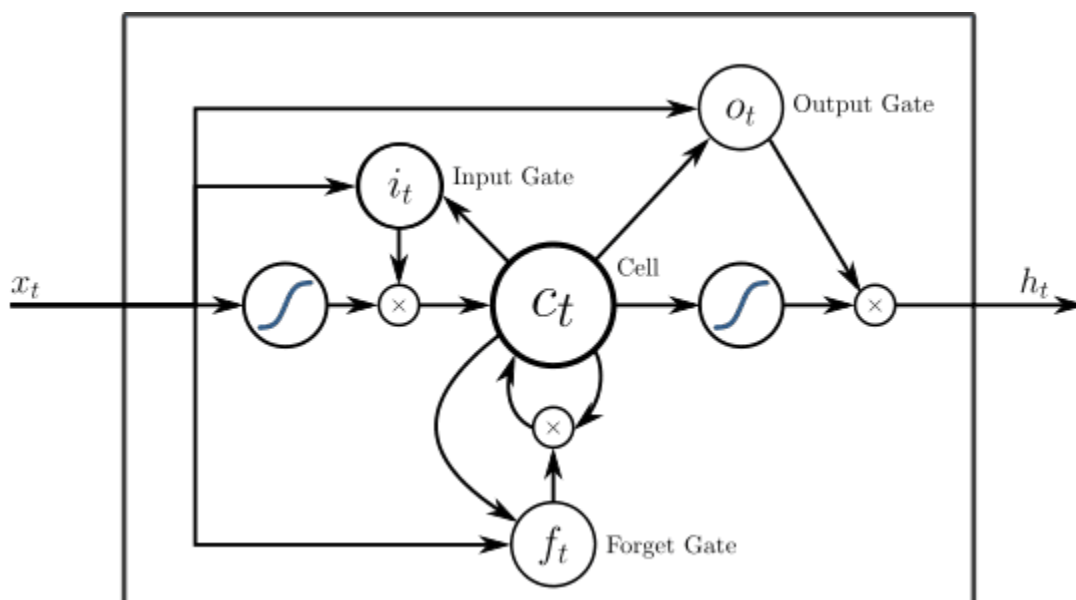 o_t Output Gate
i_t Input Gate
x_t
Cell
h_t
×
c_t
×
×
f_t Forget Gate